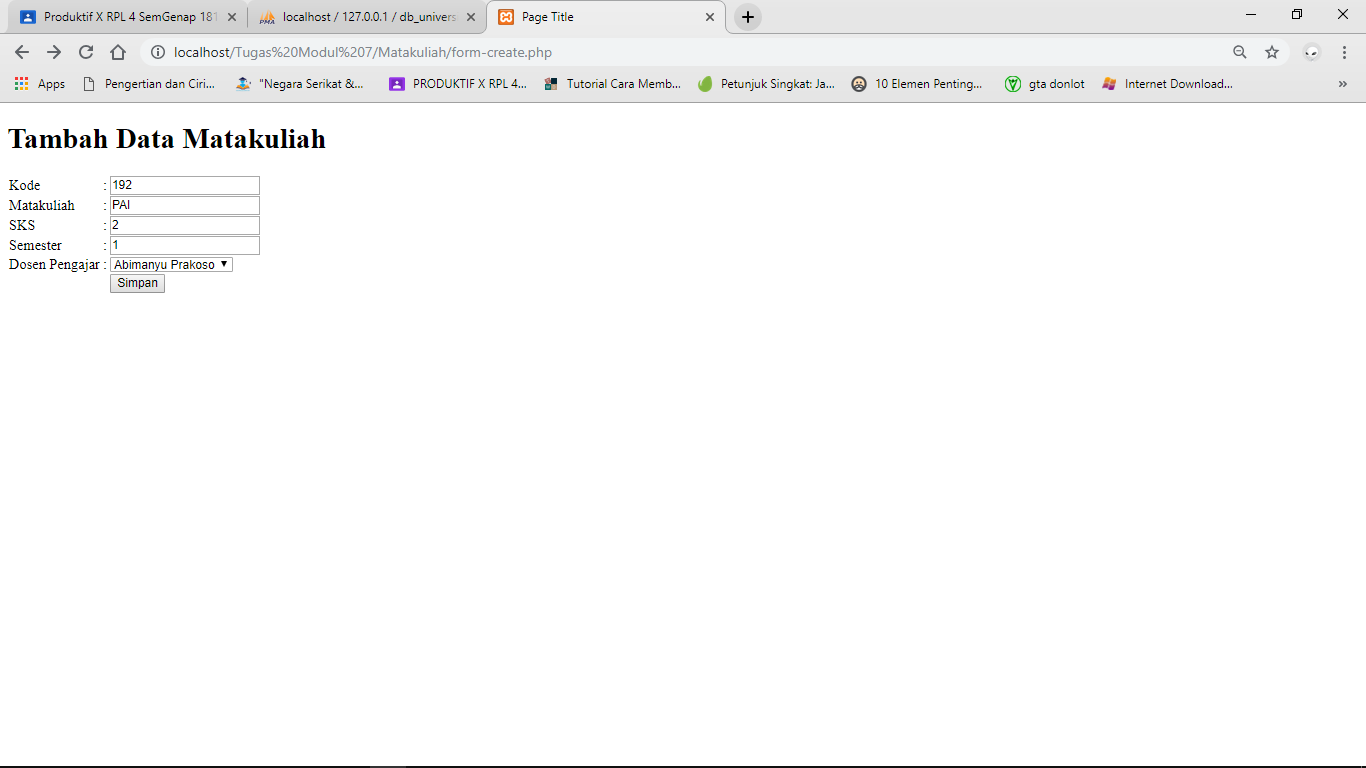 Produktif X RPL 4 SemGenap 181
localhost / 127.0.0.1 / db_univers
Page Title
localhost/Tugas%20Modul%207/Matakuliah/form-create.php
Apps
Pengertian dan Ciri...
"Negara Serikat &...
PRODUKTIF X RPL 4...
Tutorial Cara Memb...
Petunjuk Singkat: Ja...
10 Elemen Penting...
gta donlot
Internet Download...
Tambah Data Matakuliah
Kode : 192
Matakuliah : PAI
SKS : 2
Semester : 1
Dosen Pengajar : Abimanyu Prakoso
Simpan